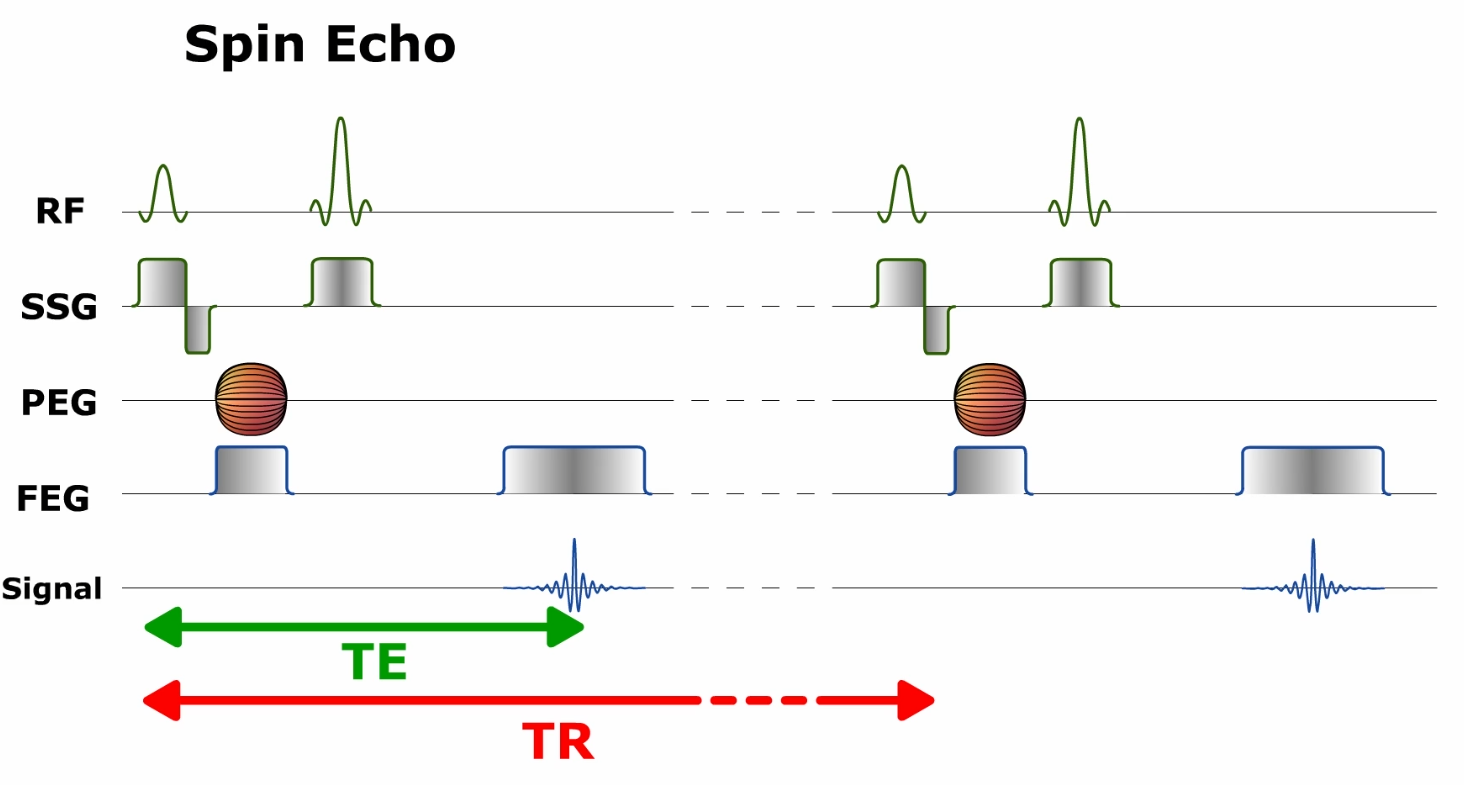 Spin Echo
RF
SSG
PEG
FEG
Signal
TE
TR